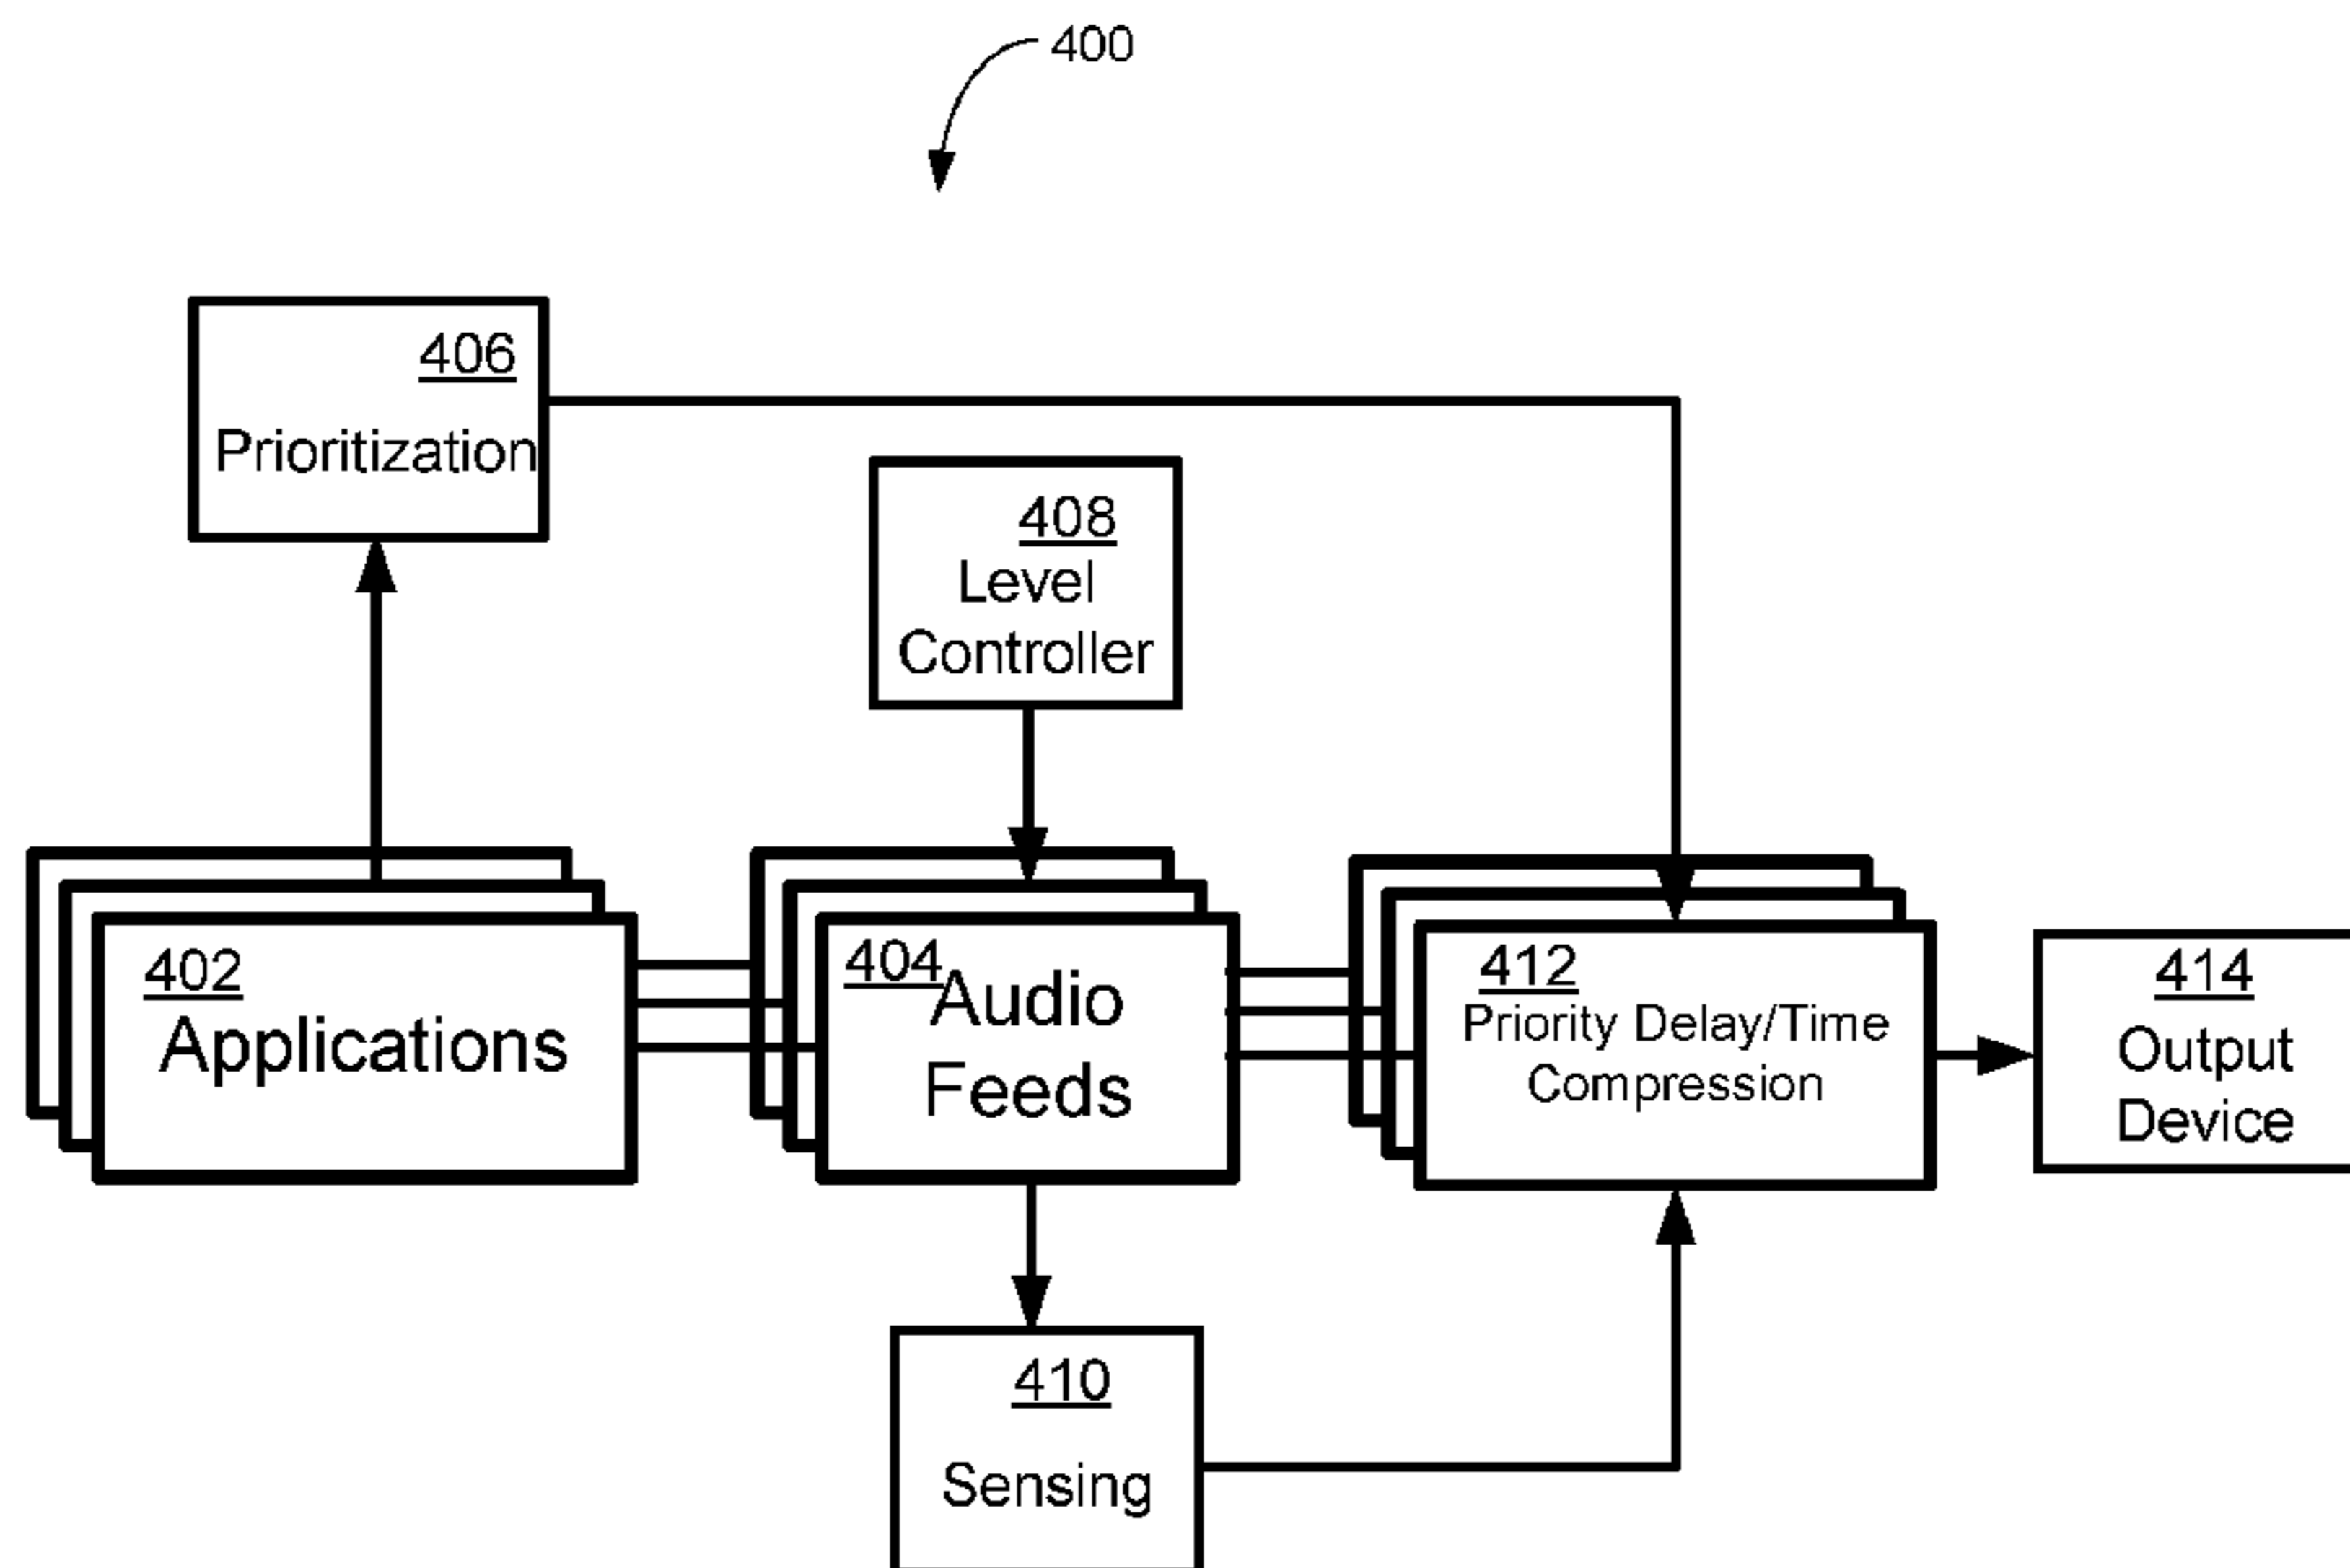 400
406
Prioritization
408
Level
Controller
402
Applications
404
Audio
Feeds
412
Priority Delay/Time
Compression
414
Output
Device
410
Sensing